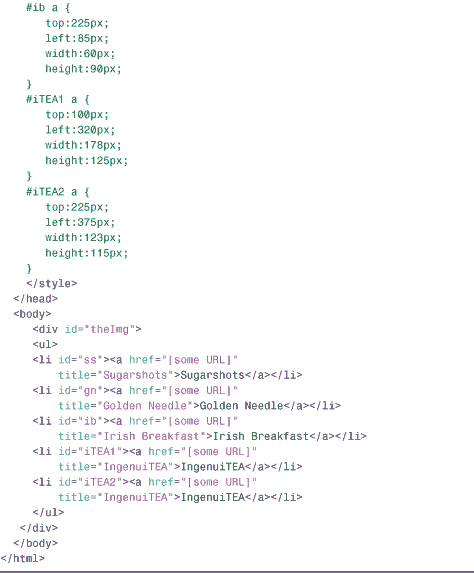 #ib a {
top:225px;
left:85px;
width:60px;
height:90px;
}
#iTEA1 a {
top:100px;
left:320px;
width:178px;
height:125px;
}
#iTEA2 a {
top:225px;
left:375px;
width:123px;
height:115px;
}
</style>
</head>
<body>
<div id="theImg">
<ul>
<li id="ss"><a href="[some URL]"
title="Sugarshots">Sugarshots</a></li>
<li id="gn"><a href="[some URL]"
title="Golden Needle">Golden Needle</a></li>
<li id="ib"><a href="[some URL]"
title="Irish Breakfast">Irish Breakfast</a></li>
<li id="iTEA1"><a href="[some URL]"
title="IngenuiTEA">IngenuiTEA</a></li>
<li id="iTEA2"><a href="[some URL]"
title="IngenuiTEA">IngenuiTEA</a></li>
</ul>
</div>
</body>
</html>